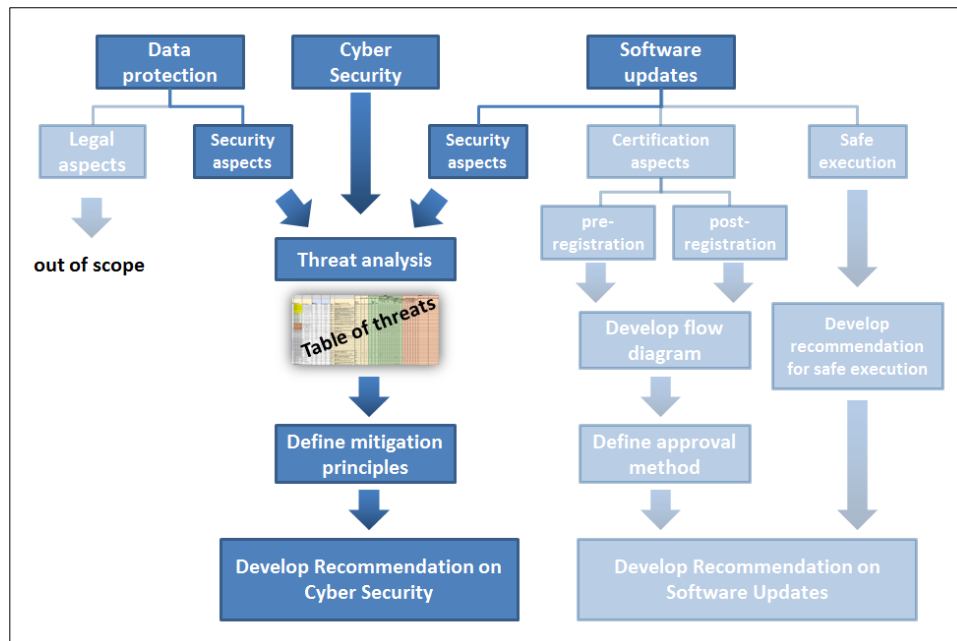 Data
protection
Cyber
Security
Software
updates
Legal
aspects
Security
aspects
Security
aspects
Certification
aspects
Safe
execution
pre-
registration
post-
registration
out of scope
Threat analysis
Table of threats
Develop flow
diagram
Develop
recommendation
for safe execution
Define mitigation
principles
Define approval
method
Develop Recommendation on
Cyber Security
Develop Recommendation on
Software Updates